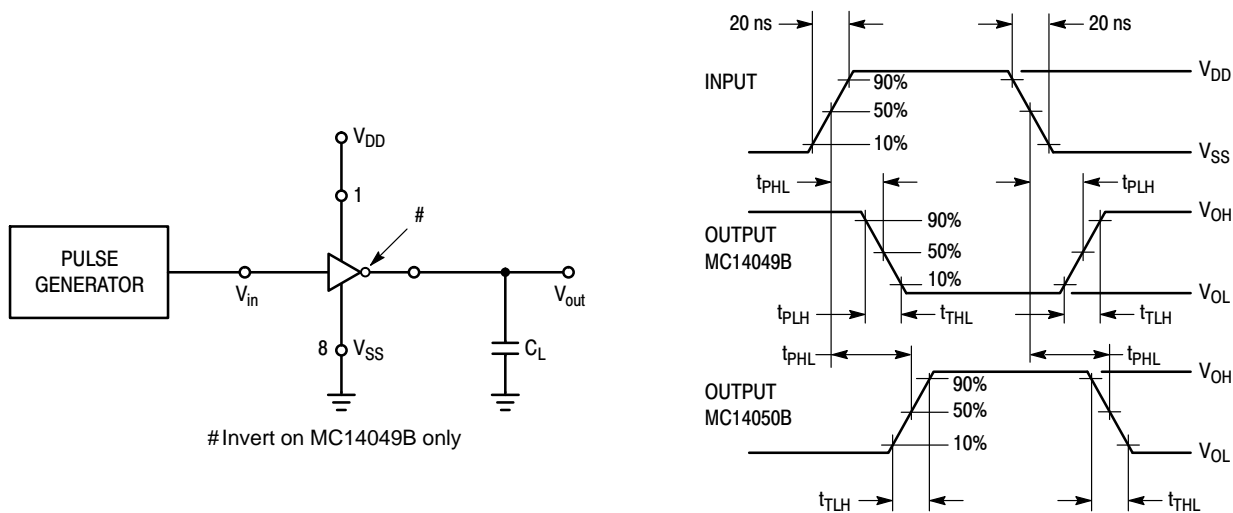 V_DD
1
#
PULSE
GENERATOR
V_in
V_out
8 V_SS
C_L
#Invert on MC14049B only
20 ns
20 ns
INPUT
V_DD
90%
50%
10%
V_SS
t_PHL
t_PLH
OUTPUT
MC14049B
90%
50%
10%
V_OH
V_OL
t_PLH
t_THL
t_TLH
t_PHL
t_PHL
OUTPUT
MC14050B
90%
50%
10%
V_OH
V_OL
t_TLH
t_THL